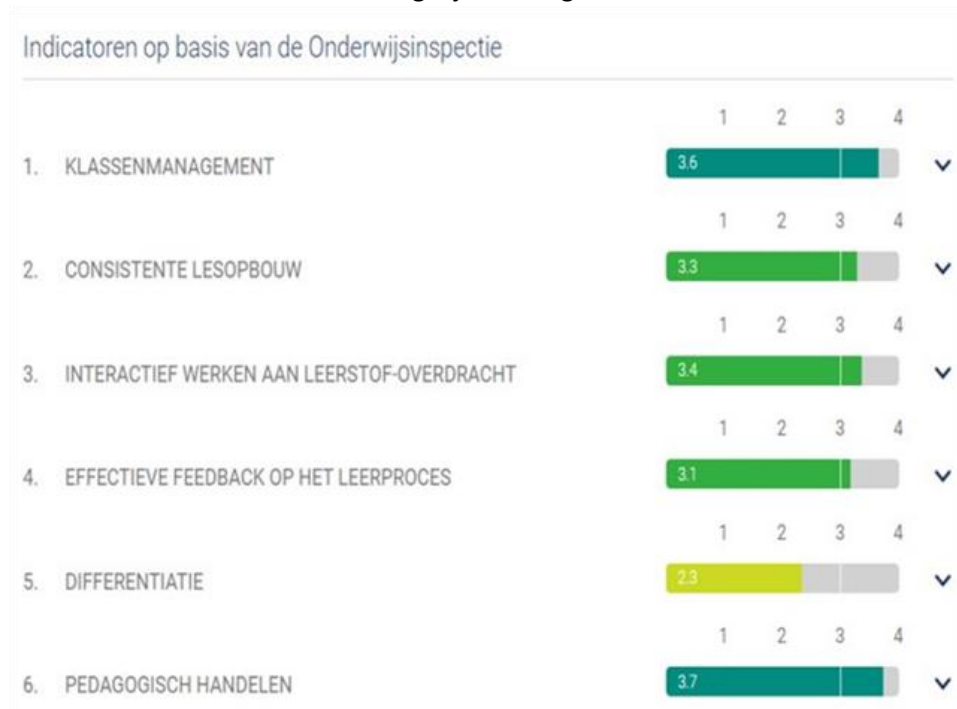 Indicatoren op basis van de Onderwijsinspectie
1 2 3 4
1. KLASSENMANAGEMENT 3.6
1 2 3 4
2. CONSISTENTE LESOPBOUW 3.3
1 2 3 4
3. INTERACTIEF WERKEN AAN LEERSTOF-OVERDRACHT 3.4
1 2 3 4
4. EFFECTIEVE FEEDBACK OP HET LEERPROCES 3.1
1 2 3 4
5. DIFFERENTIATIE 2.3
1 2 3 4
6. PEDAGOGISCH HANDELEN 3.7